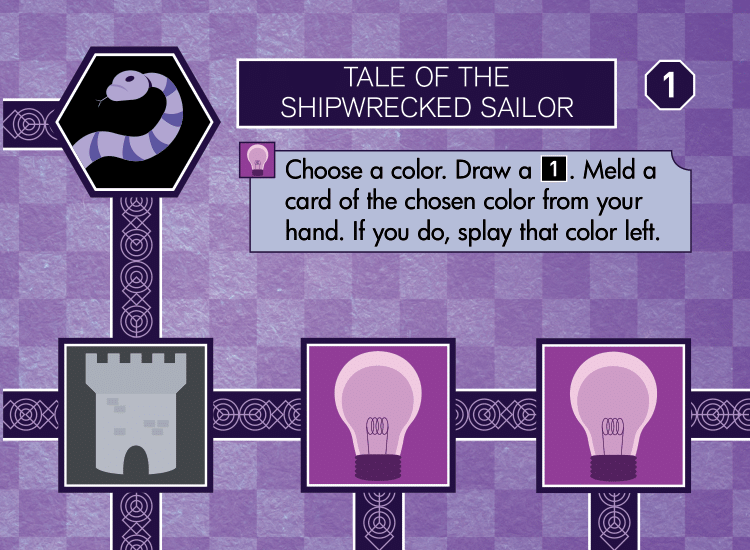 TALE OF THE
SHIPWRECKED SAILOR
1
Choose a color. Draw a 1. Meld a
card of the chosen color from your
hand. If you do, splay that color left.